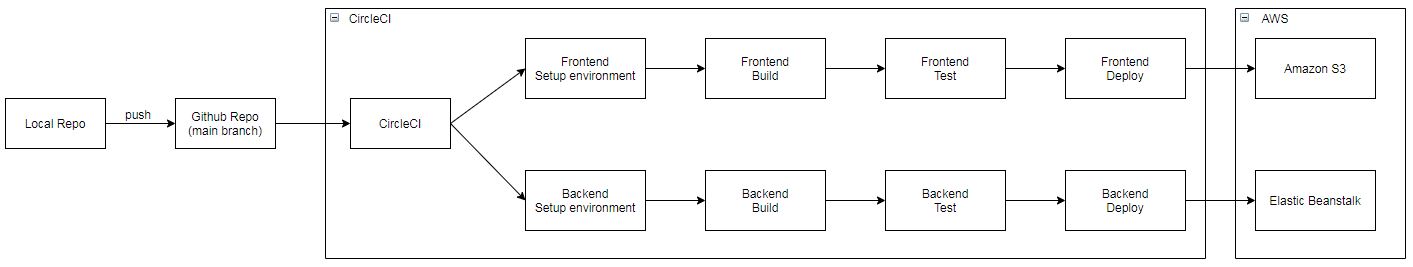 CircleCI
AWS
Frontend
Setup environment
Frontend
Build
Frontend
Test
Frontend
Deploy
Amazon S3
Local Repo
push
Github Repo
(main branch)
CircleCI
Backend
Setup environment
Backend
Build
Backend
Test
Backend
Deploy
Elastic Beanstalk